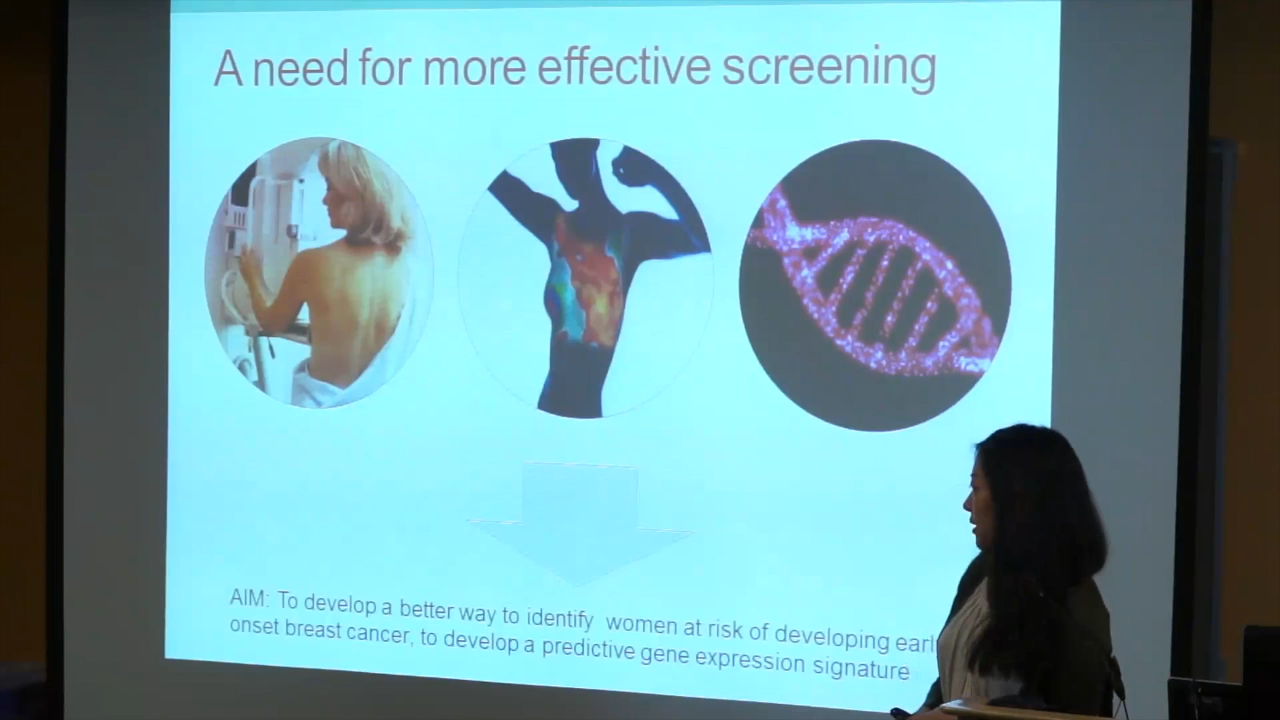 A need for more effective screening
AIM: To develop a better way to identify women at risk of developing earl
onset breast cancer, to develop a predictive gene expression signature